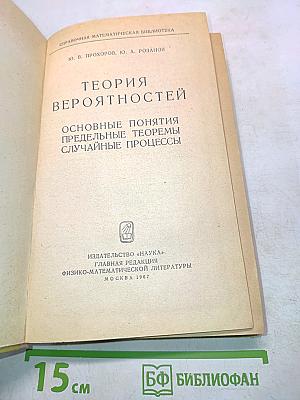 СПРАВОЧНАЯ МАТЕМАТИЧЕСКАЯ БИБЛИОТЕКА
Ю. В. ПРОХОРОВ, Ю. А. РОЗАНОВ
ТЕОРИЯ
ВЕРОЯТНОСТЕЙ
ОСНОВНЫЕ ПОНЯТИЯ
ПРЕДЕЛЬНЫЕ ТЕОРЕМЫ
СЛУЧАЙНЫЕ ПРОЦЕССЫ
ИЗДАТЕЛЬСТВО «НАУКА»
ГЛАВНАЯ РЕДАКЦИЯ
ФИЗИКО-МАТЕМАТИЧЕСКОЙ ЛИТЕРАТУРЫ
МОСКВА 1967
15 см
БФ БИБЛИОФАН